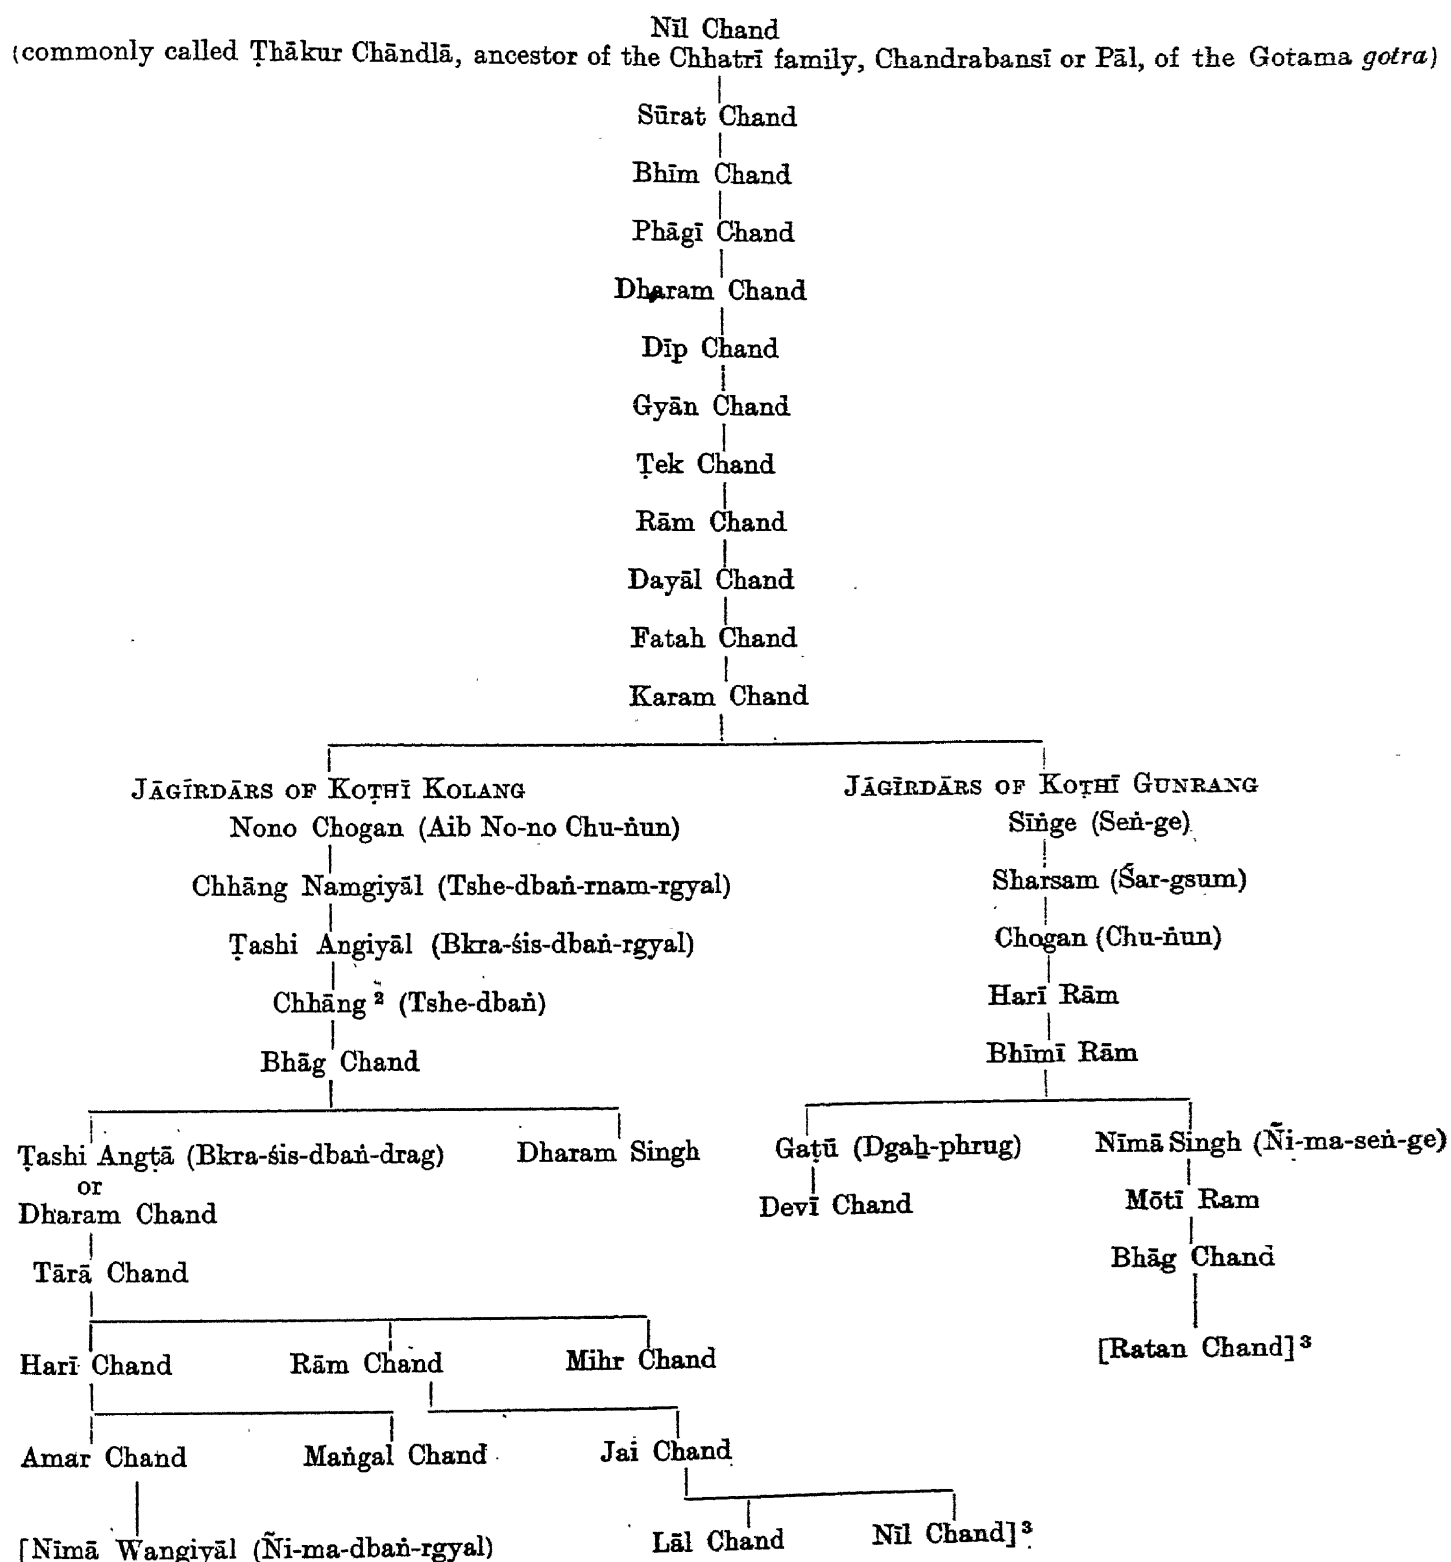 Nīl Chand
(commonly called Ṭhākur Chāndlā, ancestor of the Chhatrī family, Chandrabansī or Pāl, of the Gotama gotra)
Sūrat Chand
Bhīm Chand
Phāgī Chand
Dharam Chand
Dīp Chand
Gyān Chand
Ṭek Chand
Rām Chand
Dayāl Chand
Fatah Chand
Karam Chand
JĀGÍRDĀRS OF KOṬHĪ KOLANG
Nono Chogan (Aib No-no Chu-ṅun)
Chhāng Namgiyāl (Tshe-dbaṅ-rnam-rgyal)
Ṭashi Angiyāl (Bkra-śis-dbaṅ-rgyal)
Chhāng ² (Tshe-dbaṅ)
Bhāg Chand
JĀGĪRDĀRS OF KOṬHĪ GUNRANG
Sīṅge (Seṅ-ge)
Sharsam (Śar-gsum)
Chogan (Chu-ṅun)
Harī Rām
Bhīmī Rām
Ṭashi Angṭā (Bkra-śis-dbaṅ-drag) Dharam Singh Gaṭū (Dgaẖ-phrug) Nīmā Singh (Ñi-ma-seṅ-ge)
or
Dharam Chand Devī Chand Mōtī Ram
Tārā Chand Bhāg Chand
Harī Chand Rām Chand Mihr Chand [Ratan Chand]³
Amar Chand Maṅgal Chand Jai Chand
[Nīmā Wangiyāl (Ñi-ma-dbaṅ-rgyal) Lāl Chand Nīl Chand]³